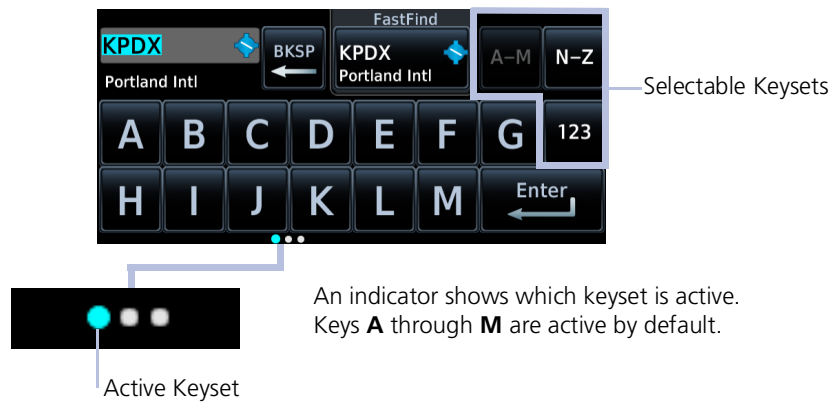 FastFind
KPDX
Portland Intl
BKSP
KPDX
Portland Intl
A–M
N–Z
Selectable Keysets
A B C D E F G 123
H I J K L M Enter
An indicator shows which keyset is active.
Keys A through M are active by default.
Active Keyset